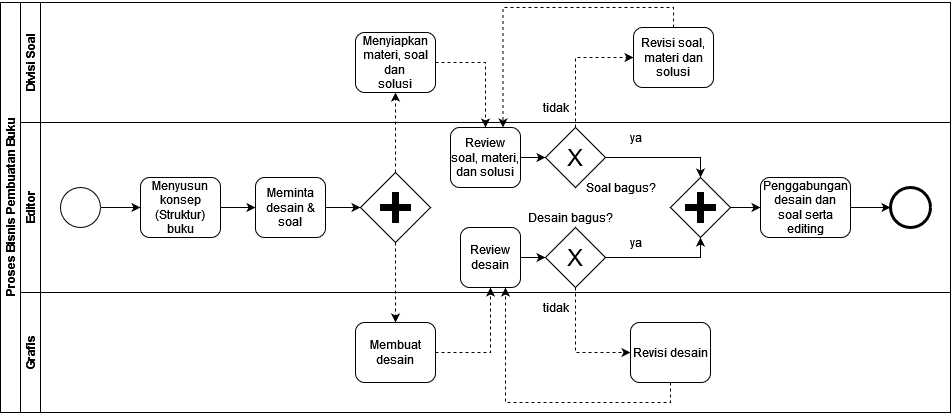 Proses Bisnis Pembuatan Buku
Divisi Soal
Menyiapkan
materi, soal
dan
solusi
Revisi soal,
materi dan
solusi
tidak
Editor
Menyusun
konsep
(Struktur)
buku
Meminta
desain &
soal
Review
soal, materi,
dan solusi
X
ya
Soal bagus?
Desain bagus?
Review
desain
X
ya
Penggabungan
desain dan
soal serta
editing
Grafis
tidak
Membuat
desain
Revisi desain